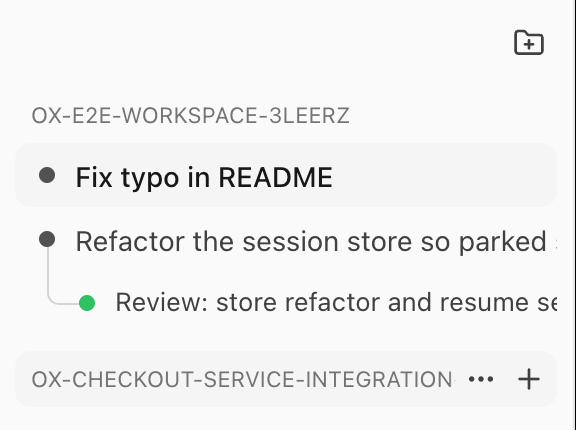 OX-E2E-WORKSPACE-3LEERZ
Fix typo in README
Refactor the session store so parked
Review: store refactor and resume se
OX-CHECKOUT-SERVICE-INTEGRATION